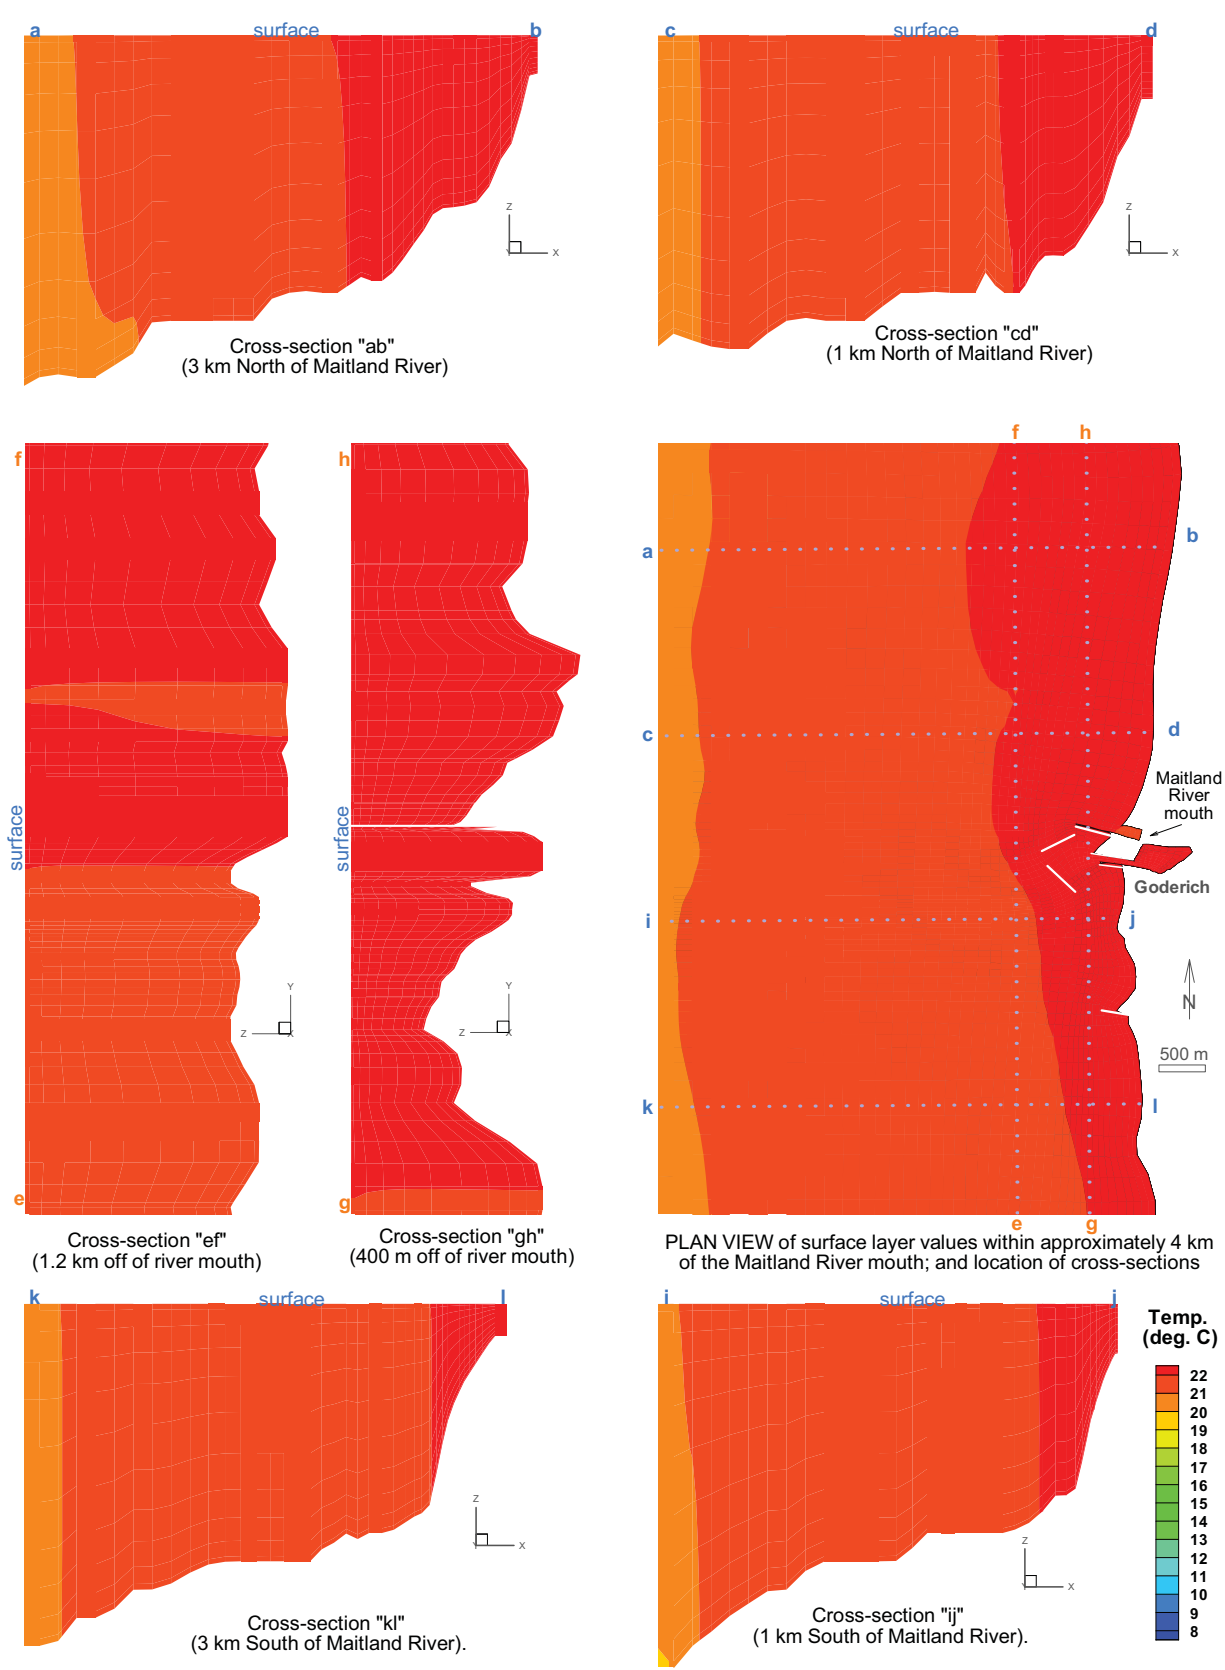 a
surface
b
Z
Y
X
Cross-section "ab"
(3 km North of Maitland River)
c
surface
d
Z
Y
X
Cross-section "cd"
(1 km North of Maitland River)
f
surface
e
Y
Z
X
Cross-section "ef"
(1.2 km off of river mouth)
h
surface
g
Y
Z
X
Cross-section "gh"
(400 m off of river mouth)
f
h
a
b
c
d
Maitland
River
mouth
Goderich
i
j
N
500 m
k
l
e
g
PLAN VIEW of surface layer values within approximately 4 km
of the Maitland River mouth; and location of cross-sections
k
surface
l
Z
Y
X
Cross-section "kl"
(3 km South of Maitland River).
i
surface
j
Z
Y
X
Cross-section "ij"
(1 km South of Maitland River).
Temp.
(deg. C)
22
21
20
19
18
17
16
15
14
13
12
11
10
9
8